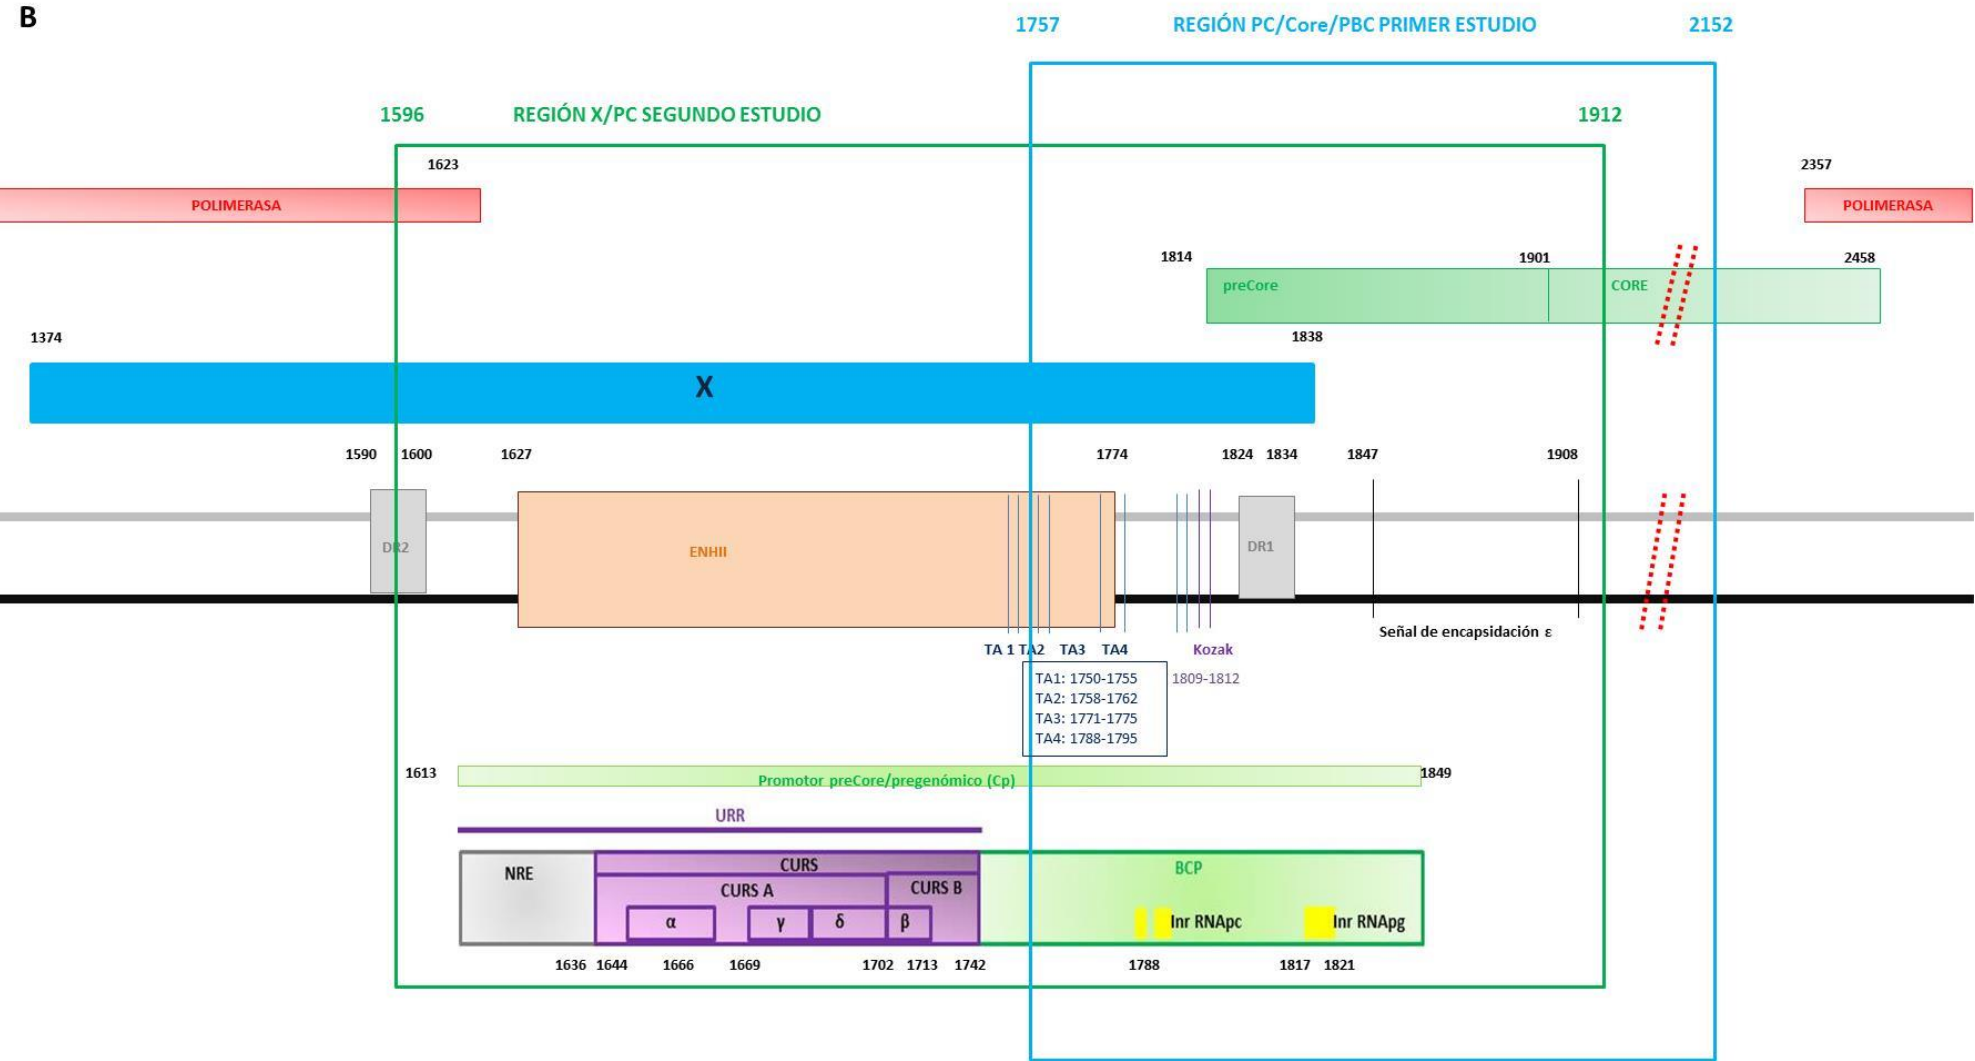 B
1757 REGIÓN PC/Core/PBC PRIMER ESTUDIO 2152
1596 REGIÓN X/PC SEGUNDO ESTUDIO 1912
1623 2357
POLIMERASA POLIMERASA
1814 1901 2458
preCore CORE
1374 1838
X
1590 1600 1627 1774 1824 1834 1847 1908
DR2 ENHII DR1
Señal de encapsidación ε
TA 1 TA2 TA3 TA4 Kozak
TA1: 1750-1755 1809-1812
TA2: 1758-1762
TA3: 1771-1775
TA4: 1788-1795
1613 Promotor preCore/pregenómico (Cp) 1849
URR
NRE CURS BCP
CURS A CURS B
α γ δ β Inr RNApc Inr RNApg
1636 1644 1666 1669 1702 1713 1742 1788 1817 1821